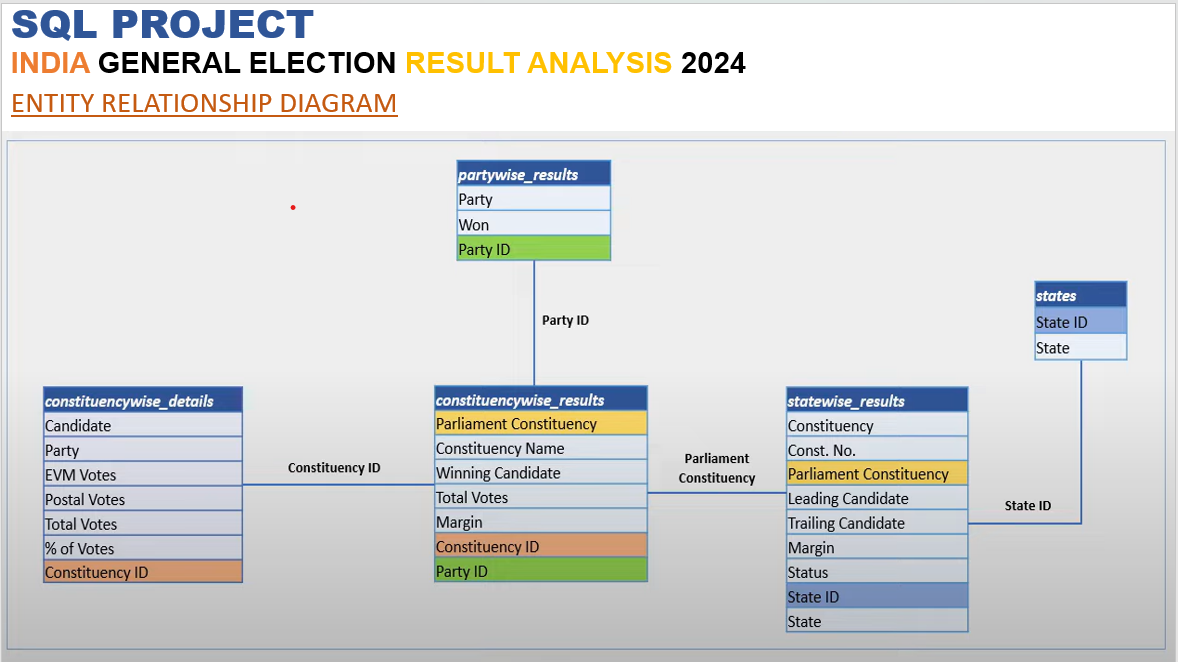 SQL PROJECT
INDIA GENERAL ELECTION RESULT ANALYSIS 2024
ENTITY RELATIONSHIP DIAGRAM
partywise_results
Party
Won
Party ID
Party ID
states
State ID
State
constituencywise_details
Candidate
Party
EVM Votes
Postal Votes
Total Votes
% of Votes
Constituency ID
Constituency ID
constituencywise_results
Parliament Constituency
Constituency Name
Winning Candidate
Total Votes
Margin
Constituency ID
Party ID
Parliament
Constituency
statewise_results
Constituency
Const. No.
Parliament Constituency
Leading Candidate
Trailing Candidate
Margin
Status
State ID
State
State ID